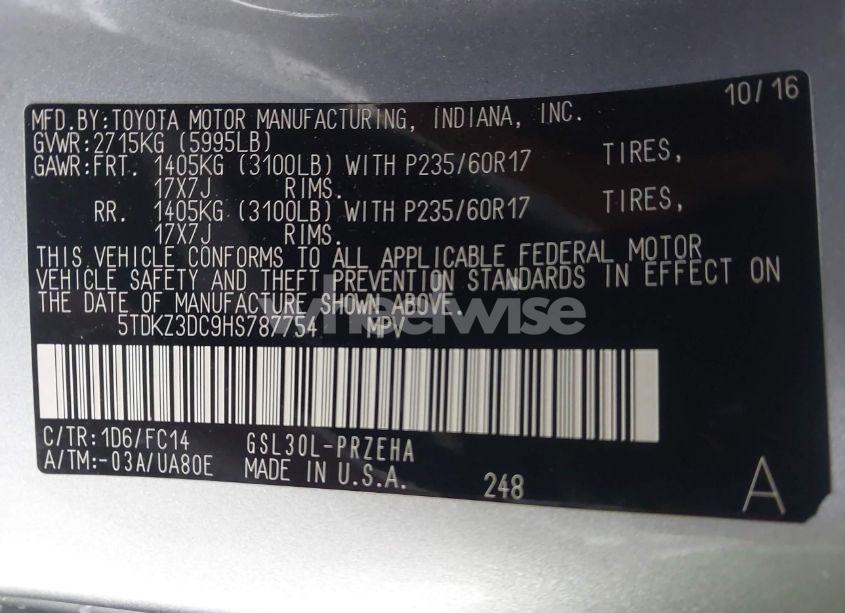 10/16
MFD.BY:TOYOTA MOTOR MANUFACTURING, INDIANA, INC.
GVWR:2715KG (5995LB)
GAWR:FRT. 1405KG (3100LB) WITH P235/60R17 TIRES,
17X7J RIMS.
RR. 1405KG (3100LB) WITH P235/60R17 TIRES,
17X7J RIMS.
THIS VEHICLE CONFORMS TO ALL APPLICABLE FEDERAL MOTOR
VEHICLE SAFETY AND THEFT PREVENTION STANDARDS IN EFFECT ON
THE DATE OF MANUFACTURE SHOWN ABOVE.
5TDKZ3DC9HS787754 MPV
wheelwise
C/TR:1D6/FC14 GSL30L-PRZEHA
A/TM:-03A/UA80E MADE IN U.S.A. 248 A